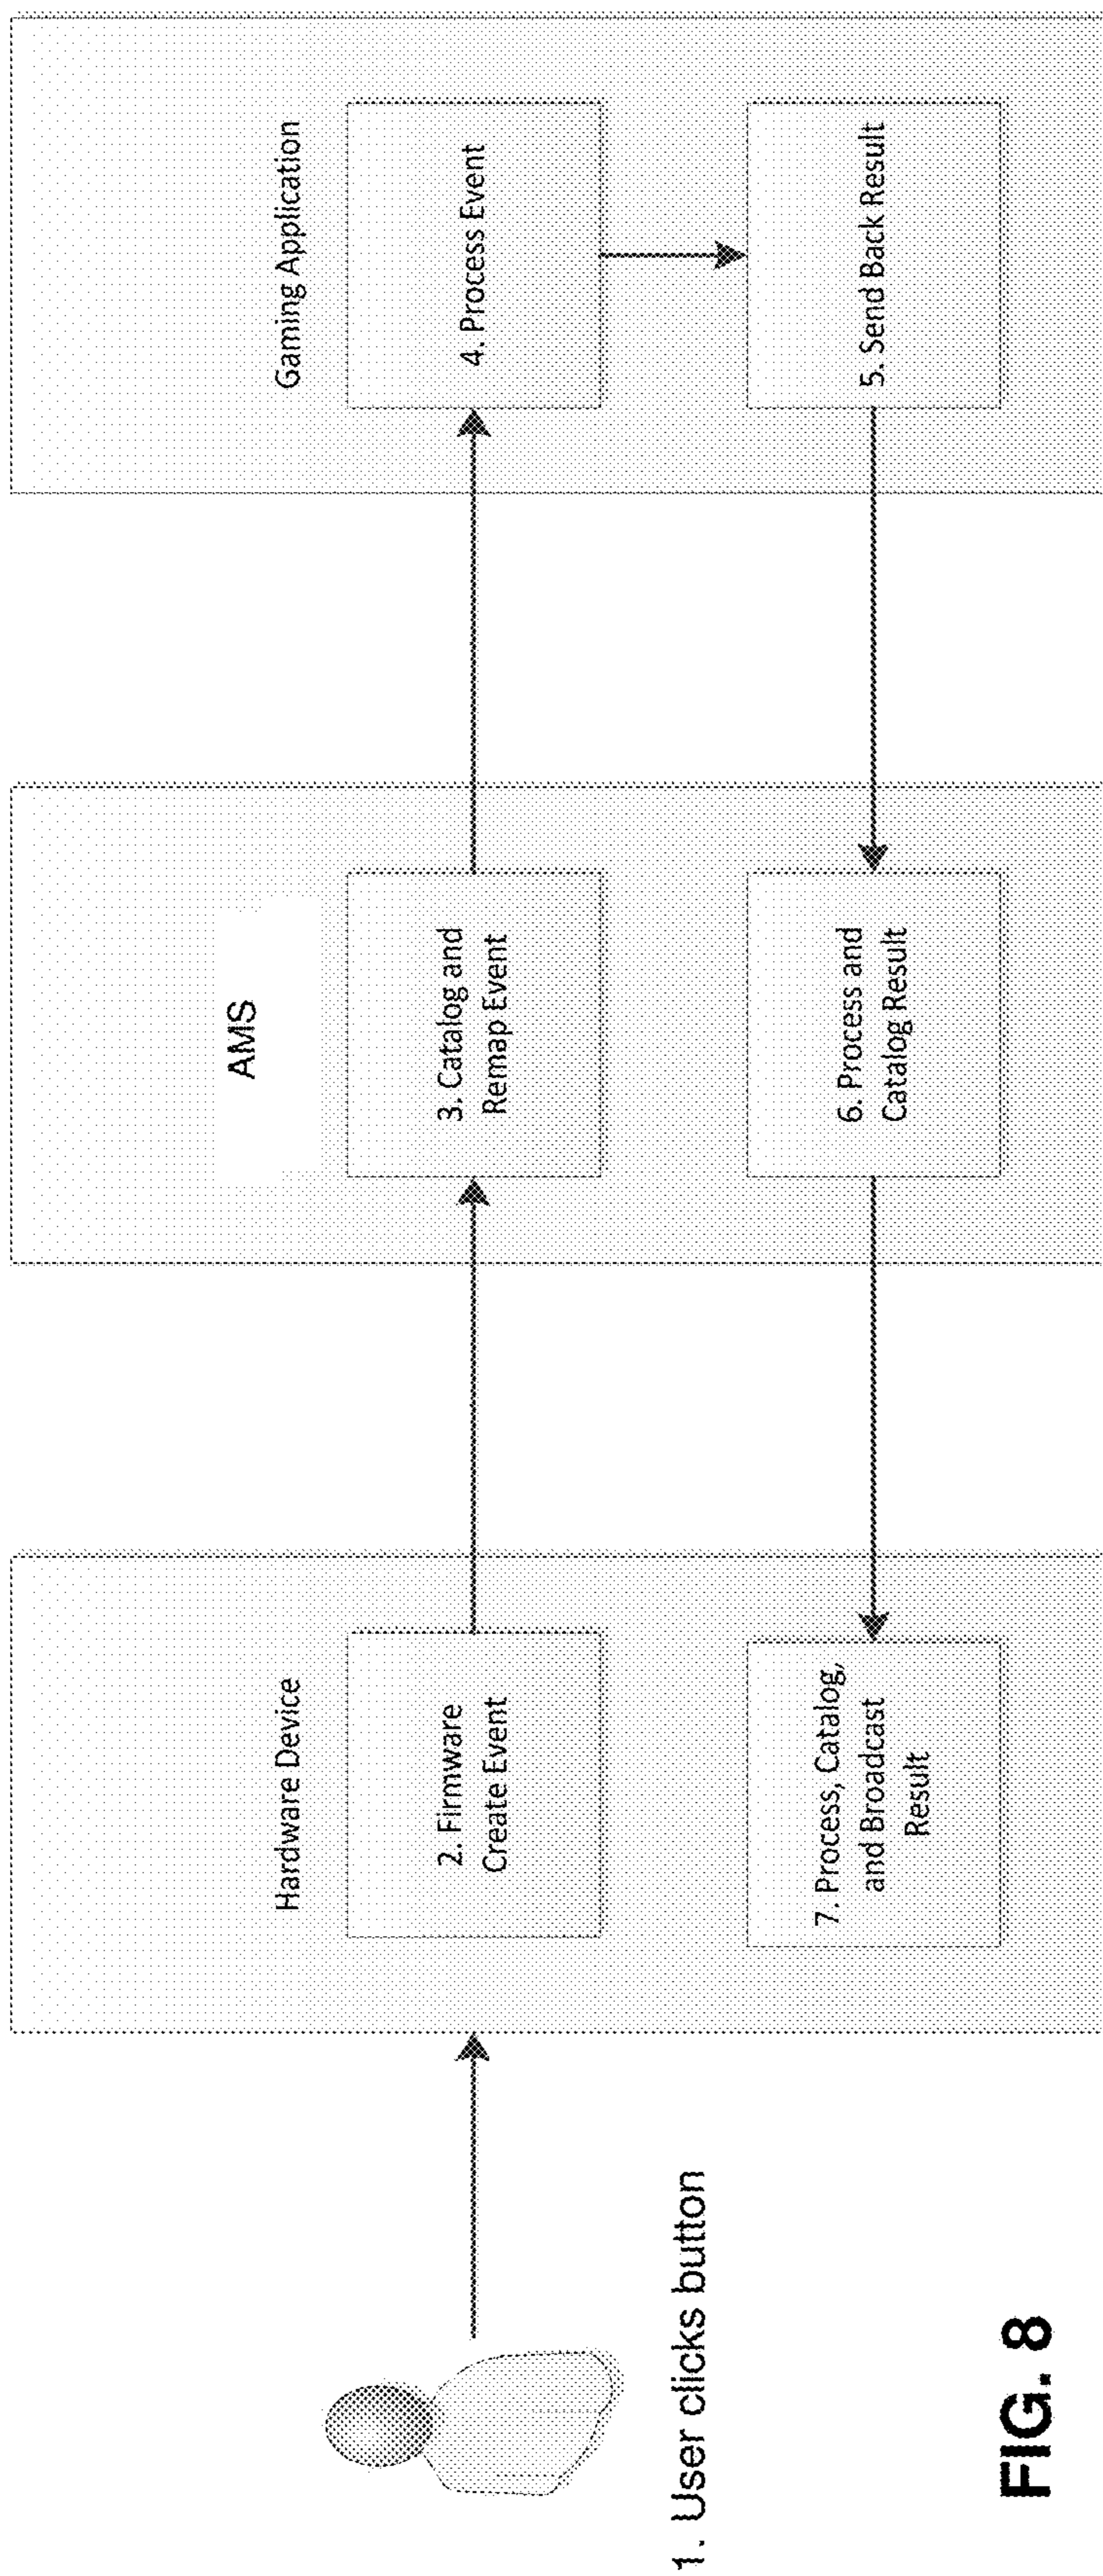 1. User clicks button
Hardware Device
2. Firmware
Create Event
AMS
3. Catalog and
Remap Event
Gaming Application
4. Process Event
5. Send Back Result
6. Process and
Catalog Result
7. Process, Catalog,
and Broadcast
Result
FIG. 8